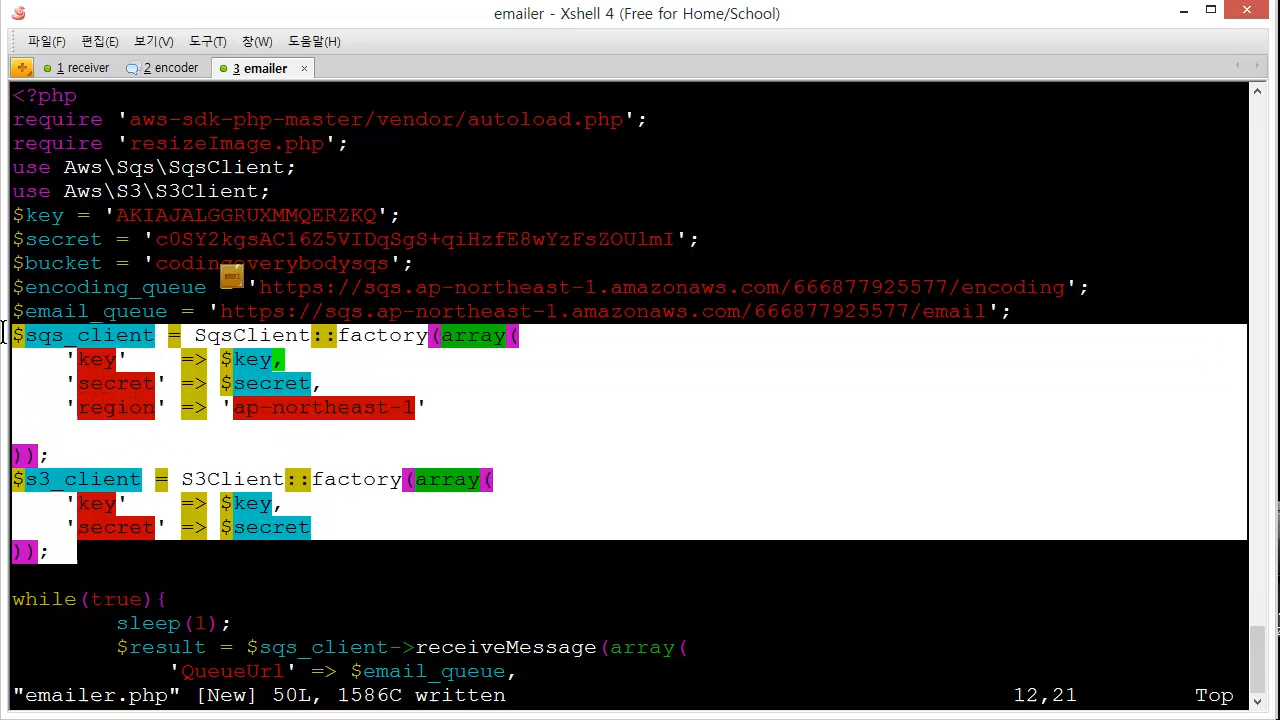 emailer - Xshell 4 (Free for Home/School)
파일(F) 편집(E) 보기(V) 도구(T) 창(W) 도움말(H)
1 receiver 2 encoder 3 emailer ×
<?php
require 'aws-sdk-php-master/vendor/autoload.php';
require 'resizeImage.php';
use Aws\Sqs\SqsClient;
use Aws\S3\S3Client;
$key = 'AKIAJALGGRUXMMQERZKQ';
$secret = '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';
$bucket = 'codingeverybodysqs';
$encoding_queue = 'https://sqs.ap-northeast-1.amazonaws.com/666877925577/encoding';
$email_queue = 'https://sqs.ap-northeast-1.amazonaws.com/666877925577/email';
$sqs_client = SqsClient::factory(array(
    'key'    => $key,
    'secret' => $secret,
    'region' => 'ap-northeast-1'
));
$s3_client = S3Client::factory(array(
    'key'    => $key,
    'secret' => $secret
));
while(true){
        sleep(1);
        $result = $sqs_client->receiveMessage(array(
            'QueueUrl' => $email_queue,
"emailer.php" [New] 50L, 1586C written 12,21 Top